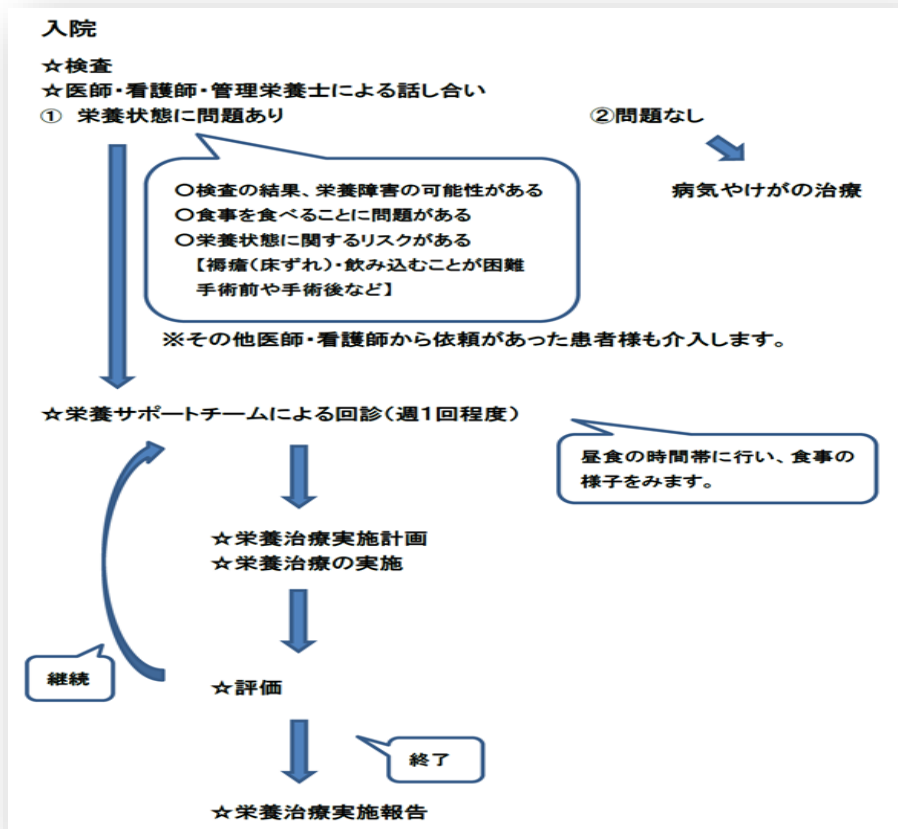 入院
☆検査
☆医師・看護師・管理栄養士による話し合い
① 栄養状態に問題あり
②問題なし
病気やけがの治療
○検査の結果、栄養障害の可能性がある
○食事を食べることに問題がある
○栄養状態に関するリスクがある
【褥瘡(床ずれ)・飲み込むことが困難
手術前や手術後など】
※その他医師・看護師から依頼があった患者様も介入します。
☆栄養サポートチームによる回診(週1回程度)
昼食の時間帯に行い、食事の
様子をみます。
☆栄養治療実施計画
☆栄養治療の実施
継続
☆評価
終了
☆栄養治療実施報告